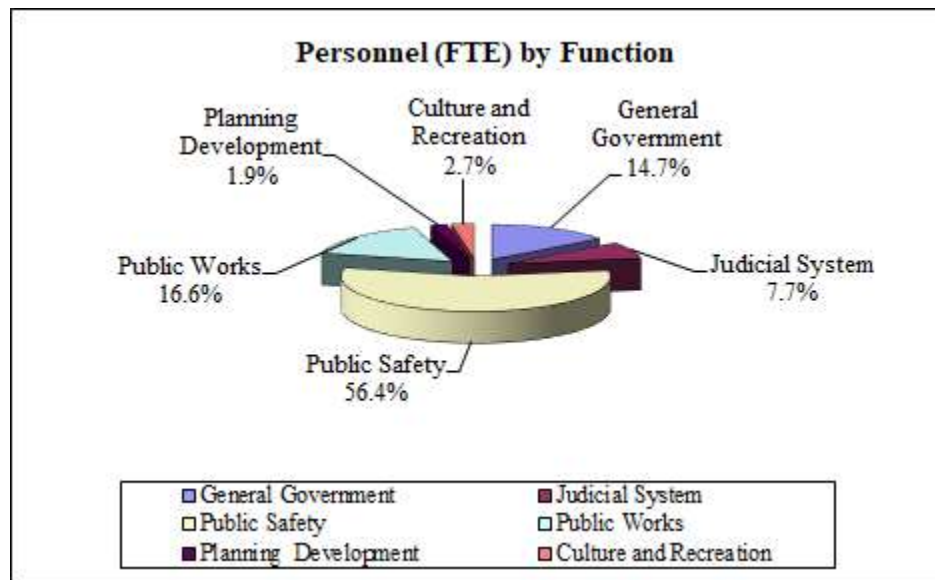 Personnel (FTE) by Function
Planning
Development
1.9%
Culture and
Recreation
2.7%
General
Government
14.7%
Public Works
16.6%
Judicial System
7.7%
Public Safety
56.4%
General Government
Judicial System
Public Safety
Public Works
Planning Development
Culture and Recreation